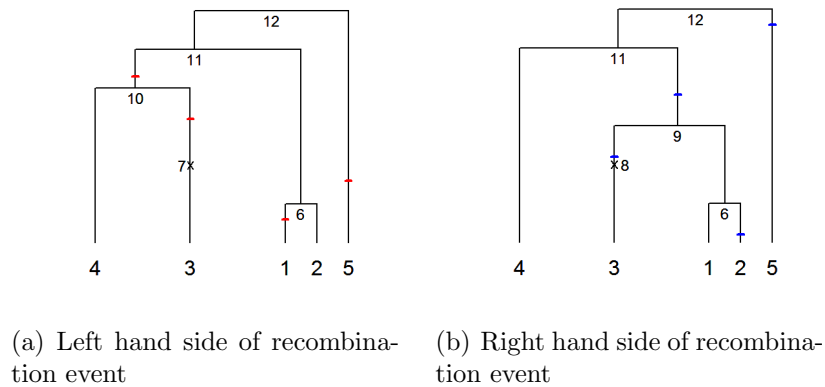 12
11
10
7×
6
4 3 1 2 5
(a) Left hand side of recombina-
tion event
12
11
9
×8
6
4 3 1 2 5
(b) Right hand side of recombina-
tion event